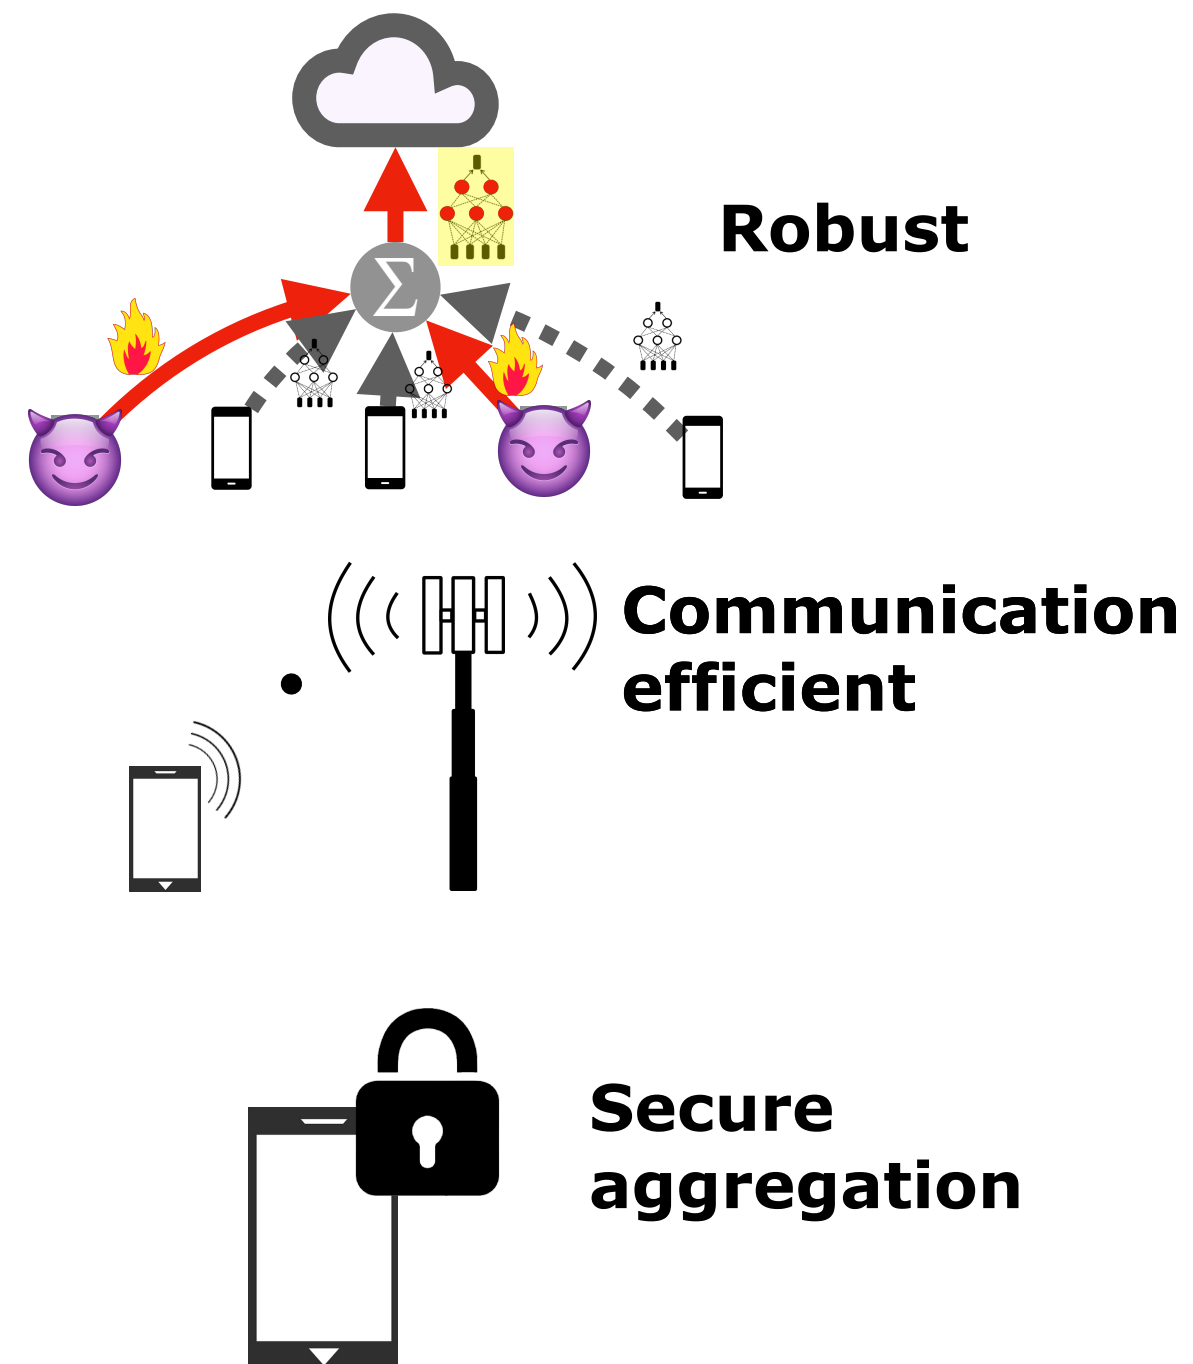 Σ
Robust
Communication
efficient
Secure
aggregation